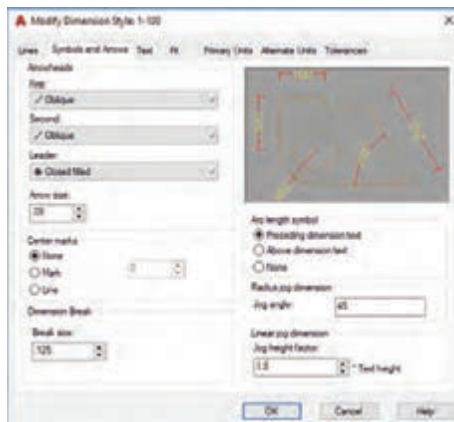 Modify Dimension Style: 1-100
Lines Symbols and Arrows Text Fit Primary Units Alternate Units Tolerances
Arrowheads
First:
Oblique
Second:
Oblique
Leader:
Closed filled
Arrow size:
Center marks
None
Mark
Line
Dimension Break
Break size:
.125
Arc length symbol
Preceding dimension text
Above dimension text
None
Radius jog dimension
Jog angle: 45
Linear jog dimension
Jog height factor:
1.5 * Text height
OK Cancel Help